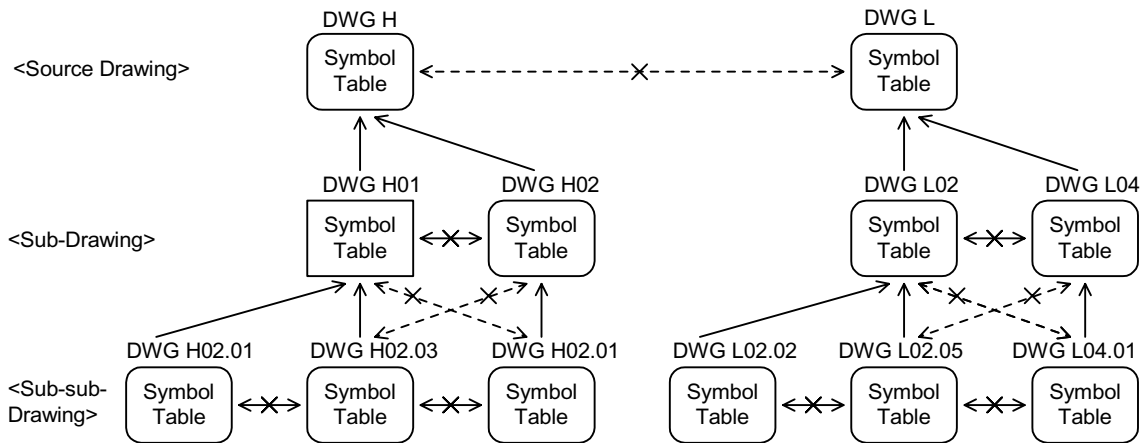 DWG H
DWG L
<Source Drawing>
Symbol
Table
Symbol
Table
DWG H01
DWG H02
DWG L02
DWG L04
<Sub-Drawing>
Symbol
Table
Symbol
Table
Symbol
Table
Symbol
Table
DWG H02.01
DWG H02.03
DWG H02.01
DWG L02.02
DWG L02.05
DWG L04.01
<Sub-sub-
Drawing>
Symbol
Table
Symbol
Table
Symbol
Table
Symbol
Table
Symbol
Table
Symbol
Table